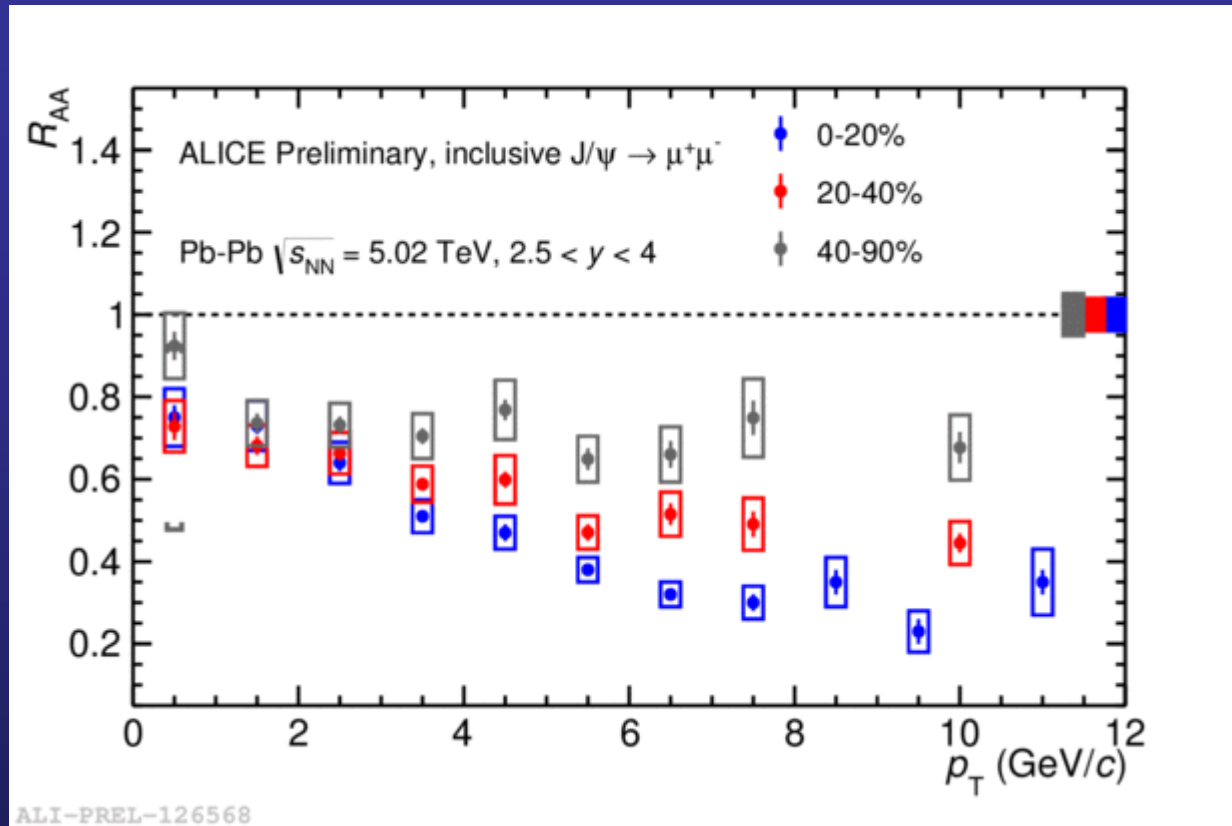 R_AA
1.4
1.2
1
0.8
0.6
0.4
0.2
ALICE Preliminary, inclusive J/ψ → μ⁺μ⁻
Pb-Pb √s_NN = 5.02 TeV, 2.5 < y < 4
0-20%
20-40%
40-90%
0 2 4 6 8 10 12
p_T (GeV/c)
ALI-PREL-126568